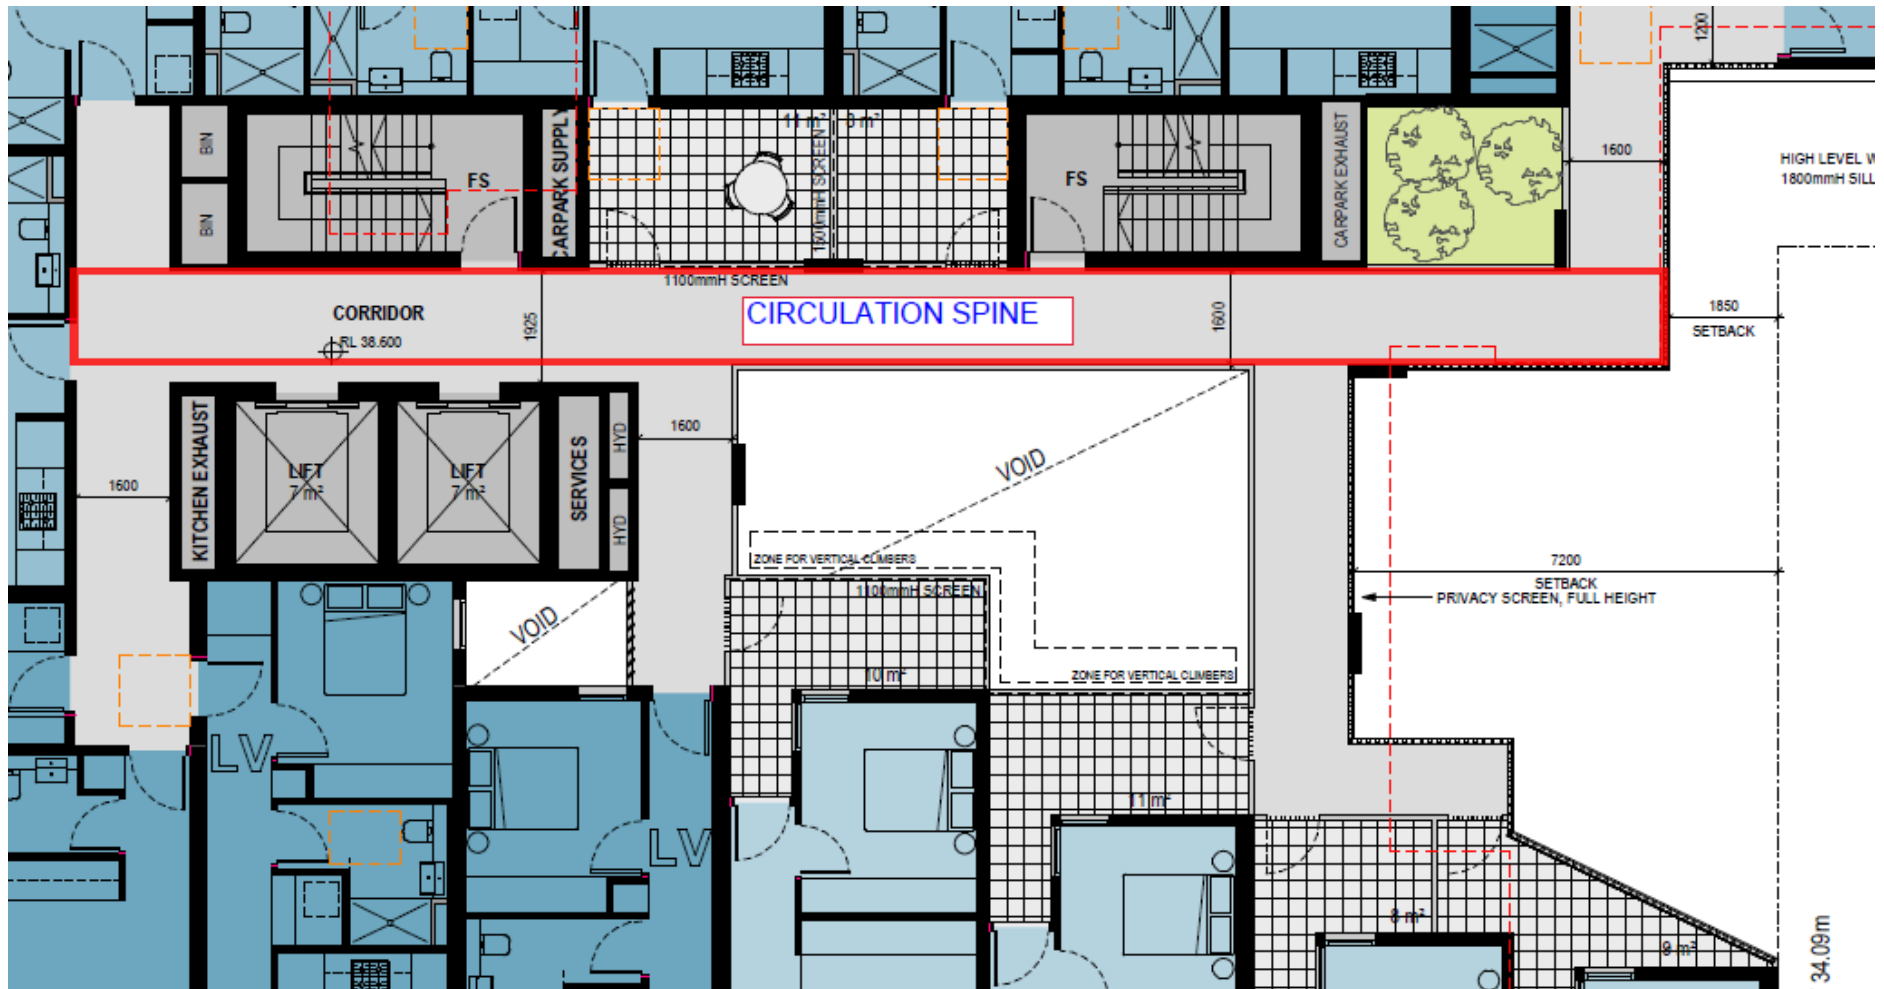 1200
11 m²
8 m²
BIN
BIN
FS
CARPARK SUPPLY
1500mmH SCREEN
FS
CARPARK EXHAUST
1600
HIGH LEVEL W
1800mmH SILL
1100mmH SCREEN
CORRIDOR
RL 38.600
1925
CIRCULATION SPINE
1600
1850
SETBACK
KITCHEN EXHAUST
LIFT
7 m²
LIFT
7 m²
SERVICES
HYD
HYD
1600
1600
VOID
ZONE FOR VERTICAL CLIMBERS
1100mmH SCREEN
7200
SETBACK
PRIVACY SCREEN, FULL HEIGHT
VOID
10 m²
ZONE FOR VERTICAL CLIMBERS
LV
LV
11 m²
8 m²
9 m²
34.09m